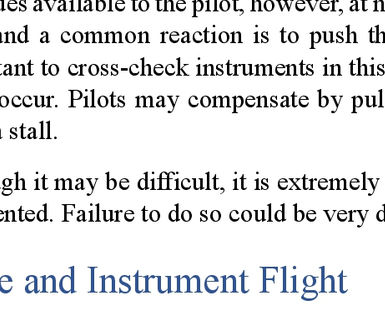 des available to the pilot, however, at n
and a common reaction is to push th
tant to cross-check instruments in this
occur. Pilots may compensate by pul
a stall.
gh it may be difficult, it is extremely
ented. Failure to do so could be very d
e and Instrument Flight